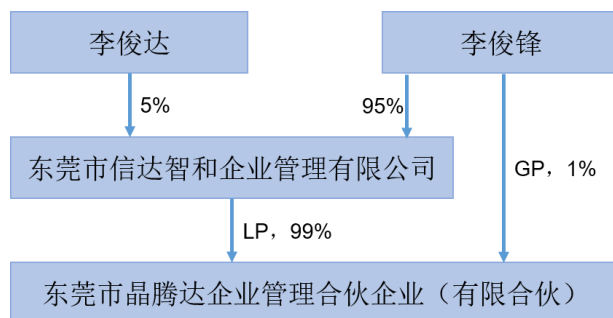 李俊达
李俊锋
5%
95%
东莞市信达智和企业管理有限公司
GP，1%
LP，99%
东莞市晶腾达企业管理合伙企业（有限合伙）